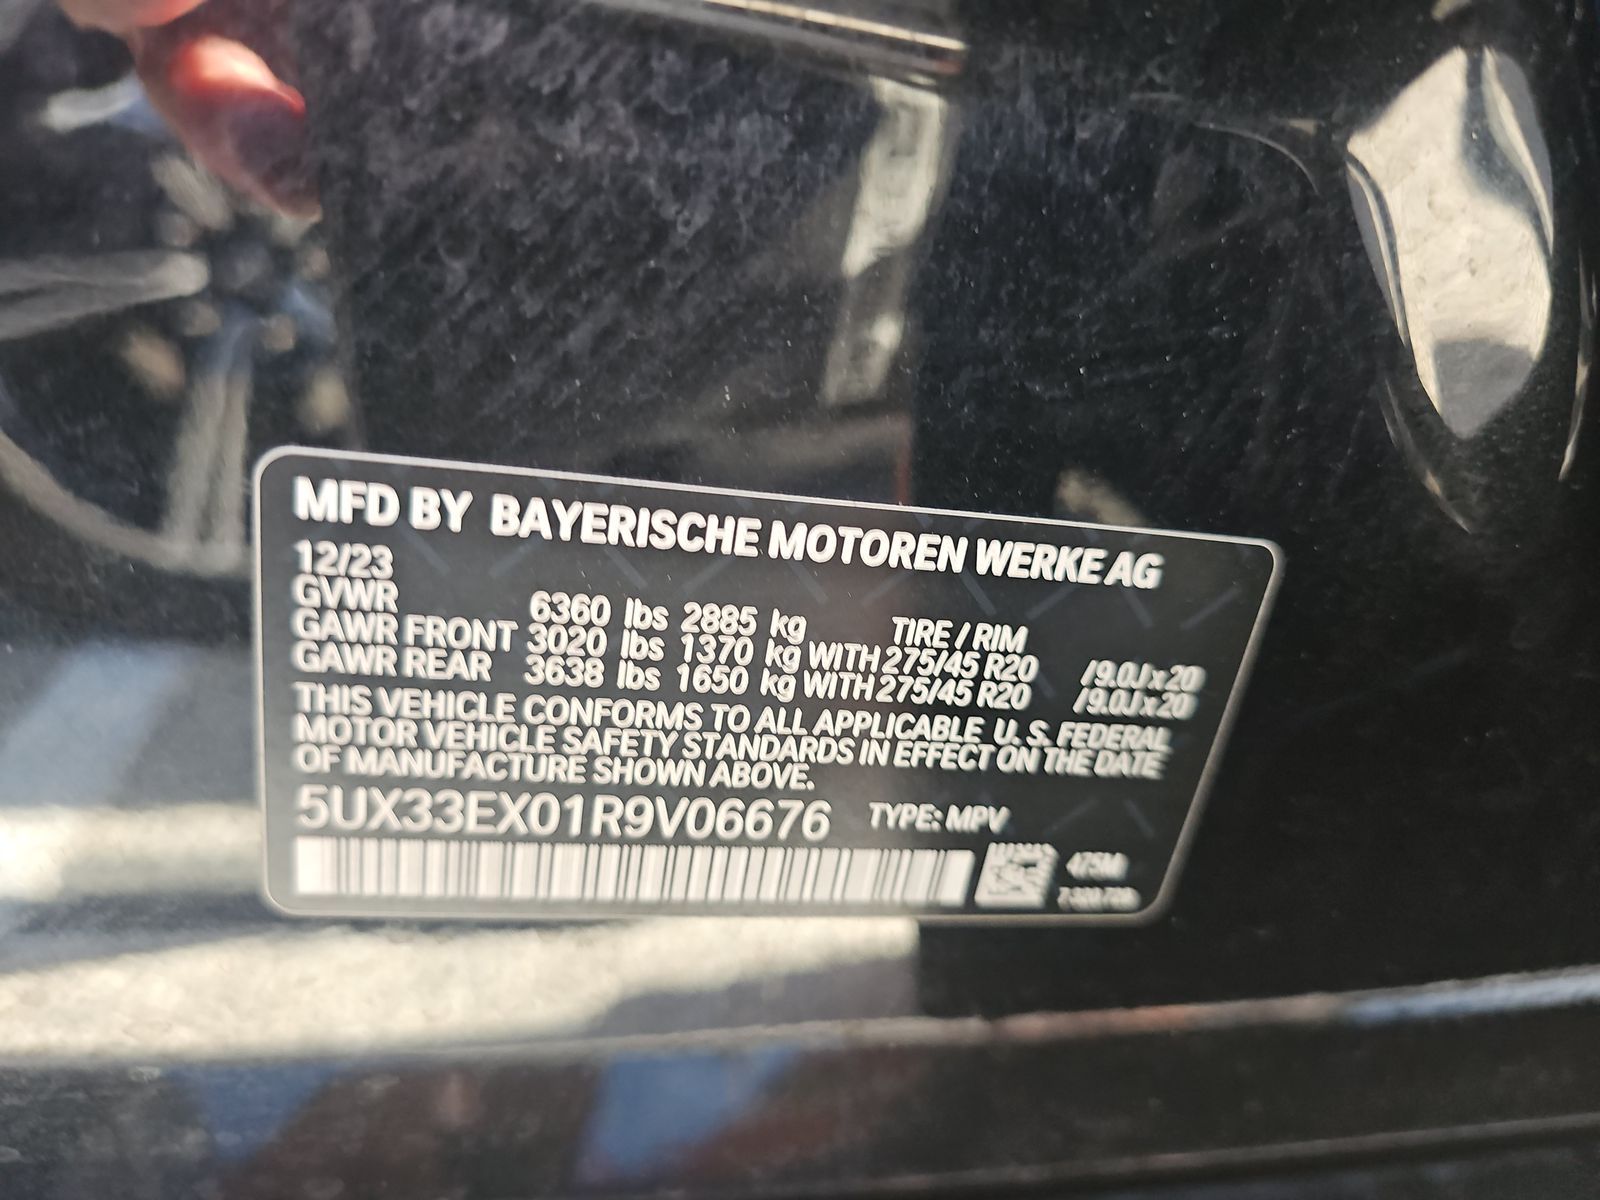 MFD BY BAYERISCHE MOTOREN WERKE AG
12/23
GVWR 6360 lbs 2885 kg TIRE / RIM
GAWR FRONT 3020 lbs 1370 kg WITH 275/45 R20 /9.0Jx20
GAWR REAR 3638 lbs 1650 kg WITH 275/45 R20 /9.0Jx20
THIS VEHICLE CONFORMS TO ALL APPLICABLE U.S. FEDERAL
MOTOR VEHICLE SAFETY STANDARDS IN EFFECT ON THE DATE
OF MANUFACTURE SHOWN ABOVE.
5UX33EX01R9V06676 TYPE: MPV